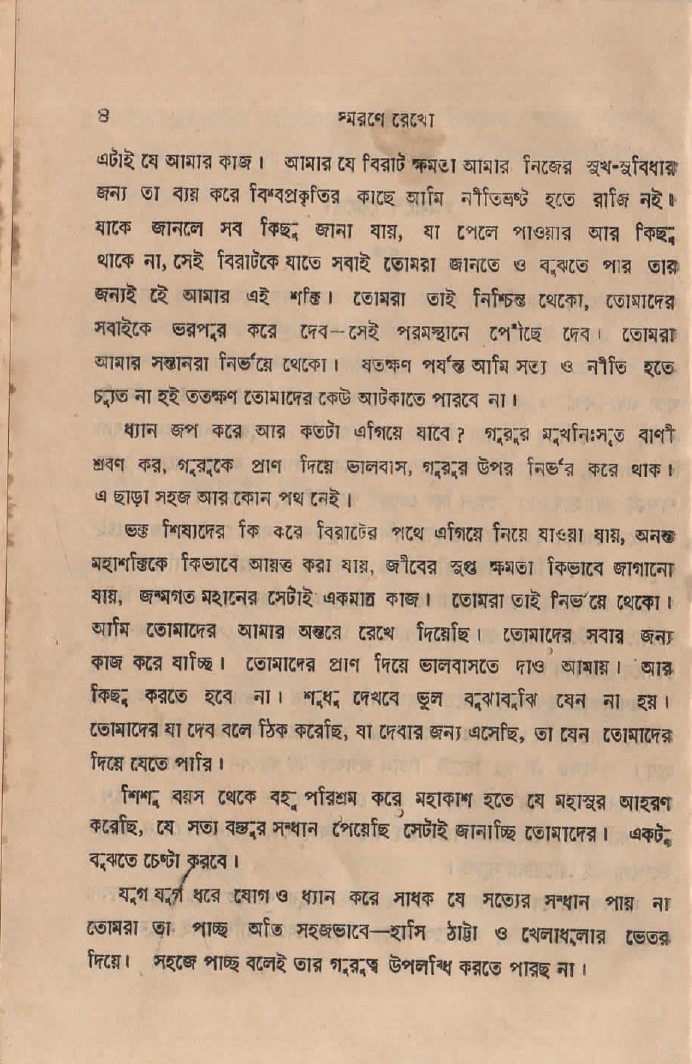 ৪
স্মরণে রেখো
এটাই যে আমার কাজ। আমার যে বিরাট ক্ষমতা আমার নিজের সুখ-সুবিধার
জন্য তা ব্যয় করে বিশ্বপ্রকৃতির কাছে আমি নীতিভ্রষ্ট হতে রাজি নই।
যাকে জানলে সব কিছু জানা যায়, যা পেলে পাওয়ার আর কিছু
থাকে না, সেই বিরাটকে যাতে সবাই তোমরা জানতে ও বুঝতে পার তার
জন্যই হেঁ আমার এই শক্তি। তোমরা তাই নিশ্চিন্ত থেকো, তোমাদের
সবাইকে ভরপুর করে দেব—সেই পরমস্থানে পৌঁছে দেব। তোমরা
আমার সন্তানরা নির্ভয়ে থেকো। যতক্ষণ পর্যন্ত আমি সত্য ও নীতি হতে
চ্যুত না হই ততক্ষণ তোমাদের কেউ আটকাতে পারবে না।
ধ্যান জপ করে আর কতটা এগিয়ে যাবে? গুরুর মুখনিঃসৃত বাণী
শ্রবণ কর, গুরুকে প্রাণ দিয়ে ভালবাস, গুরুর উপর নির্ভর করে থাক।
এ ছাড়া সহজ আর কোন পথ নেই।
ভক্ত শিষ্যদের কি করে বিরাটের পথে এগিয়ে নিয়ে যাওয়া যায়, অনন্ত
মহাশক্তিকে কিভাবে আয়ত্ত করা যায়, জীবের সুপ্ত ক্ষমতা কিভাবে জাগানো
যায়, জন্মগত মহানের সেটাই একমাত্র কাজ। তোমরা তাই নির্ভয়ে থেকো।
আমি তোমাদের আমার অন্তরে রেখে দিয়েছি। তোমাদের সবার জন্য
কাজ করে যাচ্ছি। তোমাদের প্রাণ দিয়ে ভালবাসতে দাও আমায়। আর
কিছু করতে হবে না। শুধু দেখবে ভুল বুঝাবুঝি যেন না হয়।
তোমাদের যা দেব বলে ঠিক করেছি, যা দেবার জন্য এসেছি, তা যেন তোমাদের
দিয়ে যেতে পারি।
শিশু বয়স থেকে বহু পরিশ্রম করে মহাকাশ হতে যে মহাসুর আহরণ
করেছি, যে সত্য বস্তুর সন্ধান পেয়েছি সেটাই জানাচ্ছি তোমাদের। একটু
বুঝতে চেষ্টা করবে।
যুগ যুগ ধরে যোগ ও ধ্যান করে সাধক যে সত্যের সন্ধান পায় না
তোমরা তা পাচ্ছ অতি সহজভাবে—হাসি ঠাট্টা ও খেলাধুলার ভেতর
দিয়ে। সহজে পাচ্ছ বলেই তার গুরুত্ব উপলব্ধি করতে পারছ না।